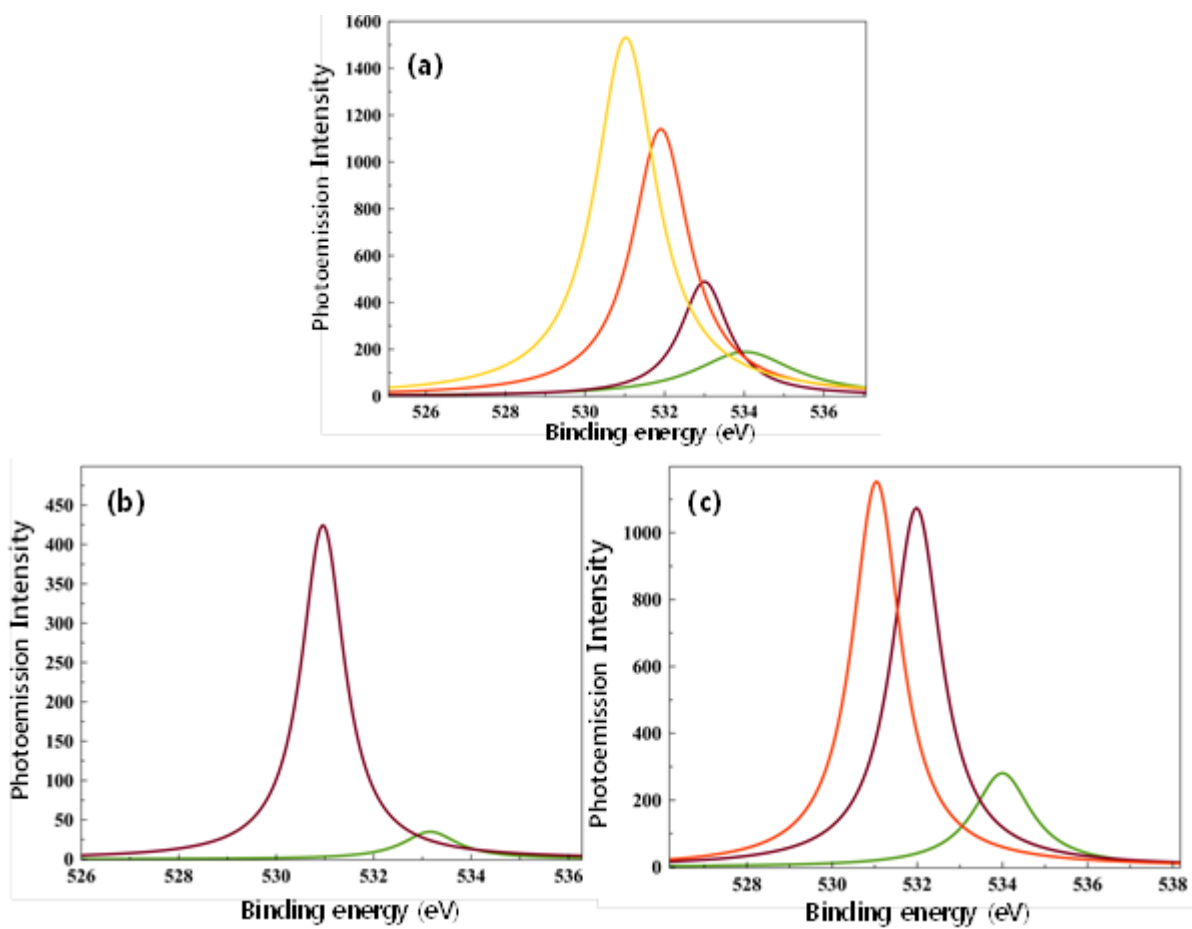 (a)
Photoemission Intensity
1600
1400
1200
1000
800
600
400
200
0
526 528 530 532 534 536
Binding energy (eV)
(b)
Photoemission Intensity
450
400
350
300
250
200
150
100
50
0
526 528 530 532 534 536
Binding energy (eV)
(c)
Photoemission Intensity
1000
800
600
400
200
0
528 530 532 534 536 538
Binding energy (eV)